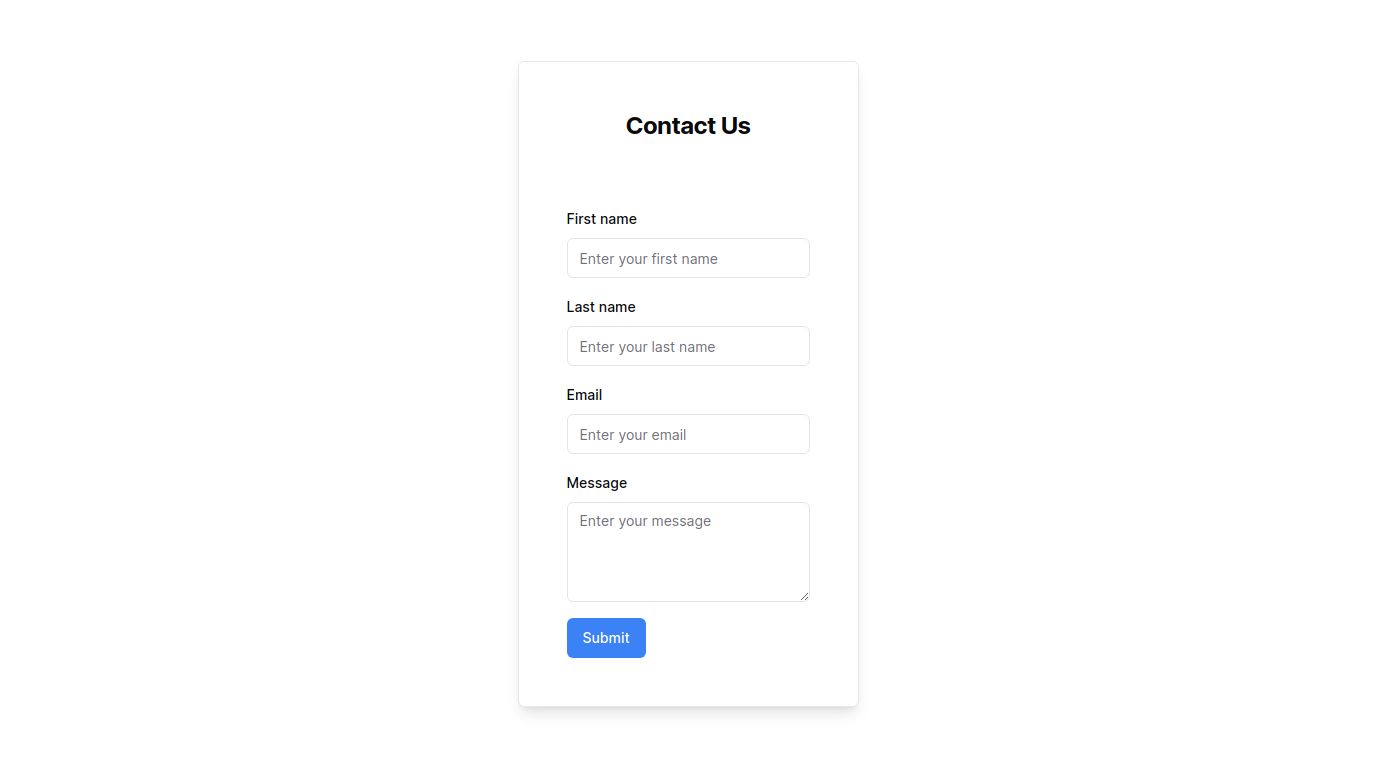 Contact Us
First name
Enter your first name
Last name
Enter your last name
Email
Enter your email
Message
Enter your message
Submit